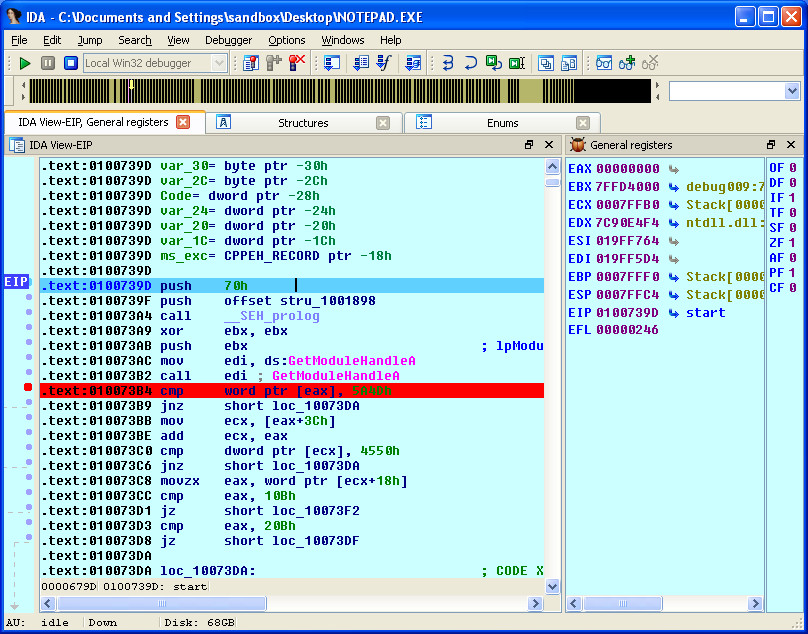 IDA - C:\Documents and Settings\sandbox\Desktop\NOTEPAD.EXE
File Edit Jump Search View Debugger Options Windows Help
Local Win32 debugger
IDA View-EIP, General registers Structures Enums
IDA View-EIP
.text:0100739D var_30= byte ptr -30h
.text:0100739D var_2C= byte ptr -2Ch
.text:0100739D Code= dword ptr -28h
.text:0100739D var_24= dword ptr -24h
.text:0100739D var_20= dword ptr -20h
.text:0100739D var_1C= dword ptr -1Ch
.text:0100739D ms_exc= CPPEH_RECORD ptr -18h
.text:0100739D
EIP .text:0100739D push 70h
.text:0100739F push offset stru_1001898
.text:010073A4 call __SEH_prolog
.text:010073A9 xor ebx, ebx
.text:010073AB push ebx ; lpModu
.text:010073AC mov edi, ds:GetModuleHandleA
.text:010073B2 call edi ; GetModuleHandleA
.text:010073B4 cmp word ptr [eax], 5A4Dh
.text:010073B9 jnz short loc_10073DA
.text:010073BB mov ecx, [eax+3Ch]
.text:010073BE add ecx, eax
.text:010073C0 cmp dword ptr [ecx], 4550h
.text:010073C6 jnz short loc_10073DA
.text:010073C8 movzx eax, word ptr [ecx+18h]
.text:010073CC cmp eax, 10Bh
.text:010073D1 jz short loc_10073F2
.text:010073D3 cmp eax, 20Bh
.text:010073D8 jz short loc_10073DF
.text:010073DA
.text:010073DA loc_10073DA: ; CODE X
0000679D 0100739D: start
General registers
EAX 00000000
EBX 7FFD4000 debug009:7
ECX 0007FFB0 Stack[0000
EDX 7C90E4F4 ntdll.dll:
ESI 019FF764
EDI 019FF5D4
EBP 0007FFF0 Stack[0000
ESP 0007FFC4 Stack[0000
EIP 0100739D start
EFL 00000246
OF 0
DF 0
IF 1
TF 0
SF 0
ZF 1
AF 0
PF 1
CF 0
AU: idle Down Disk: 68GB